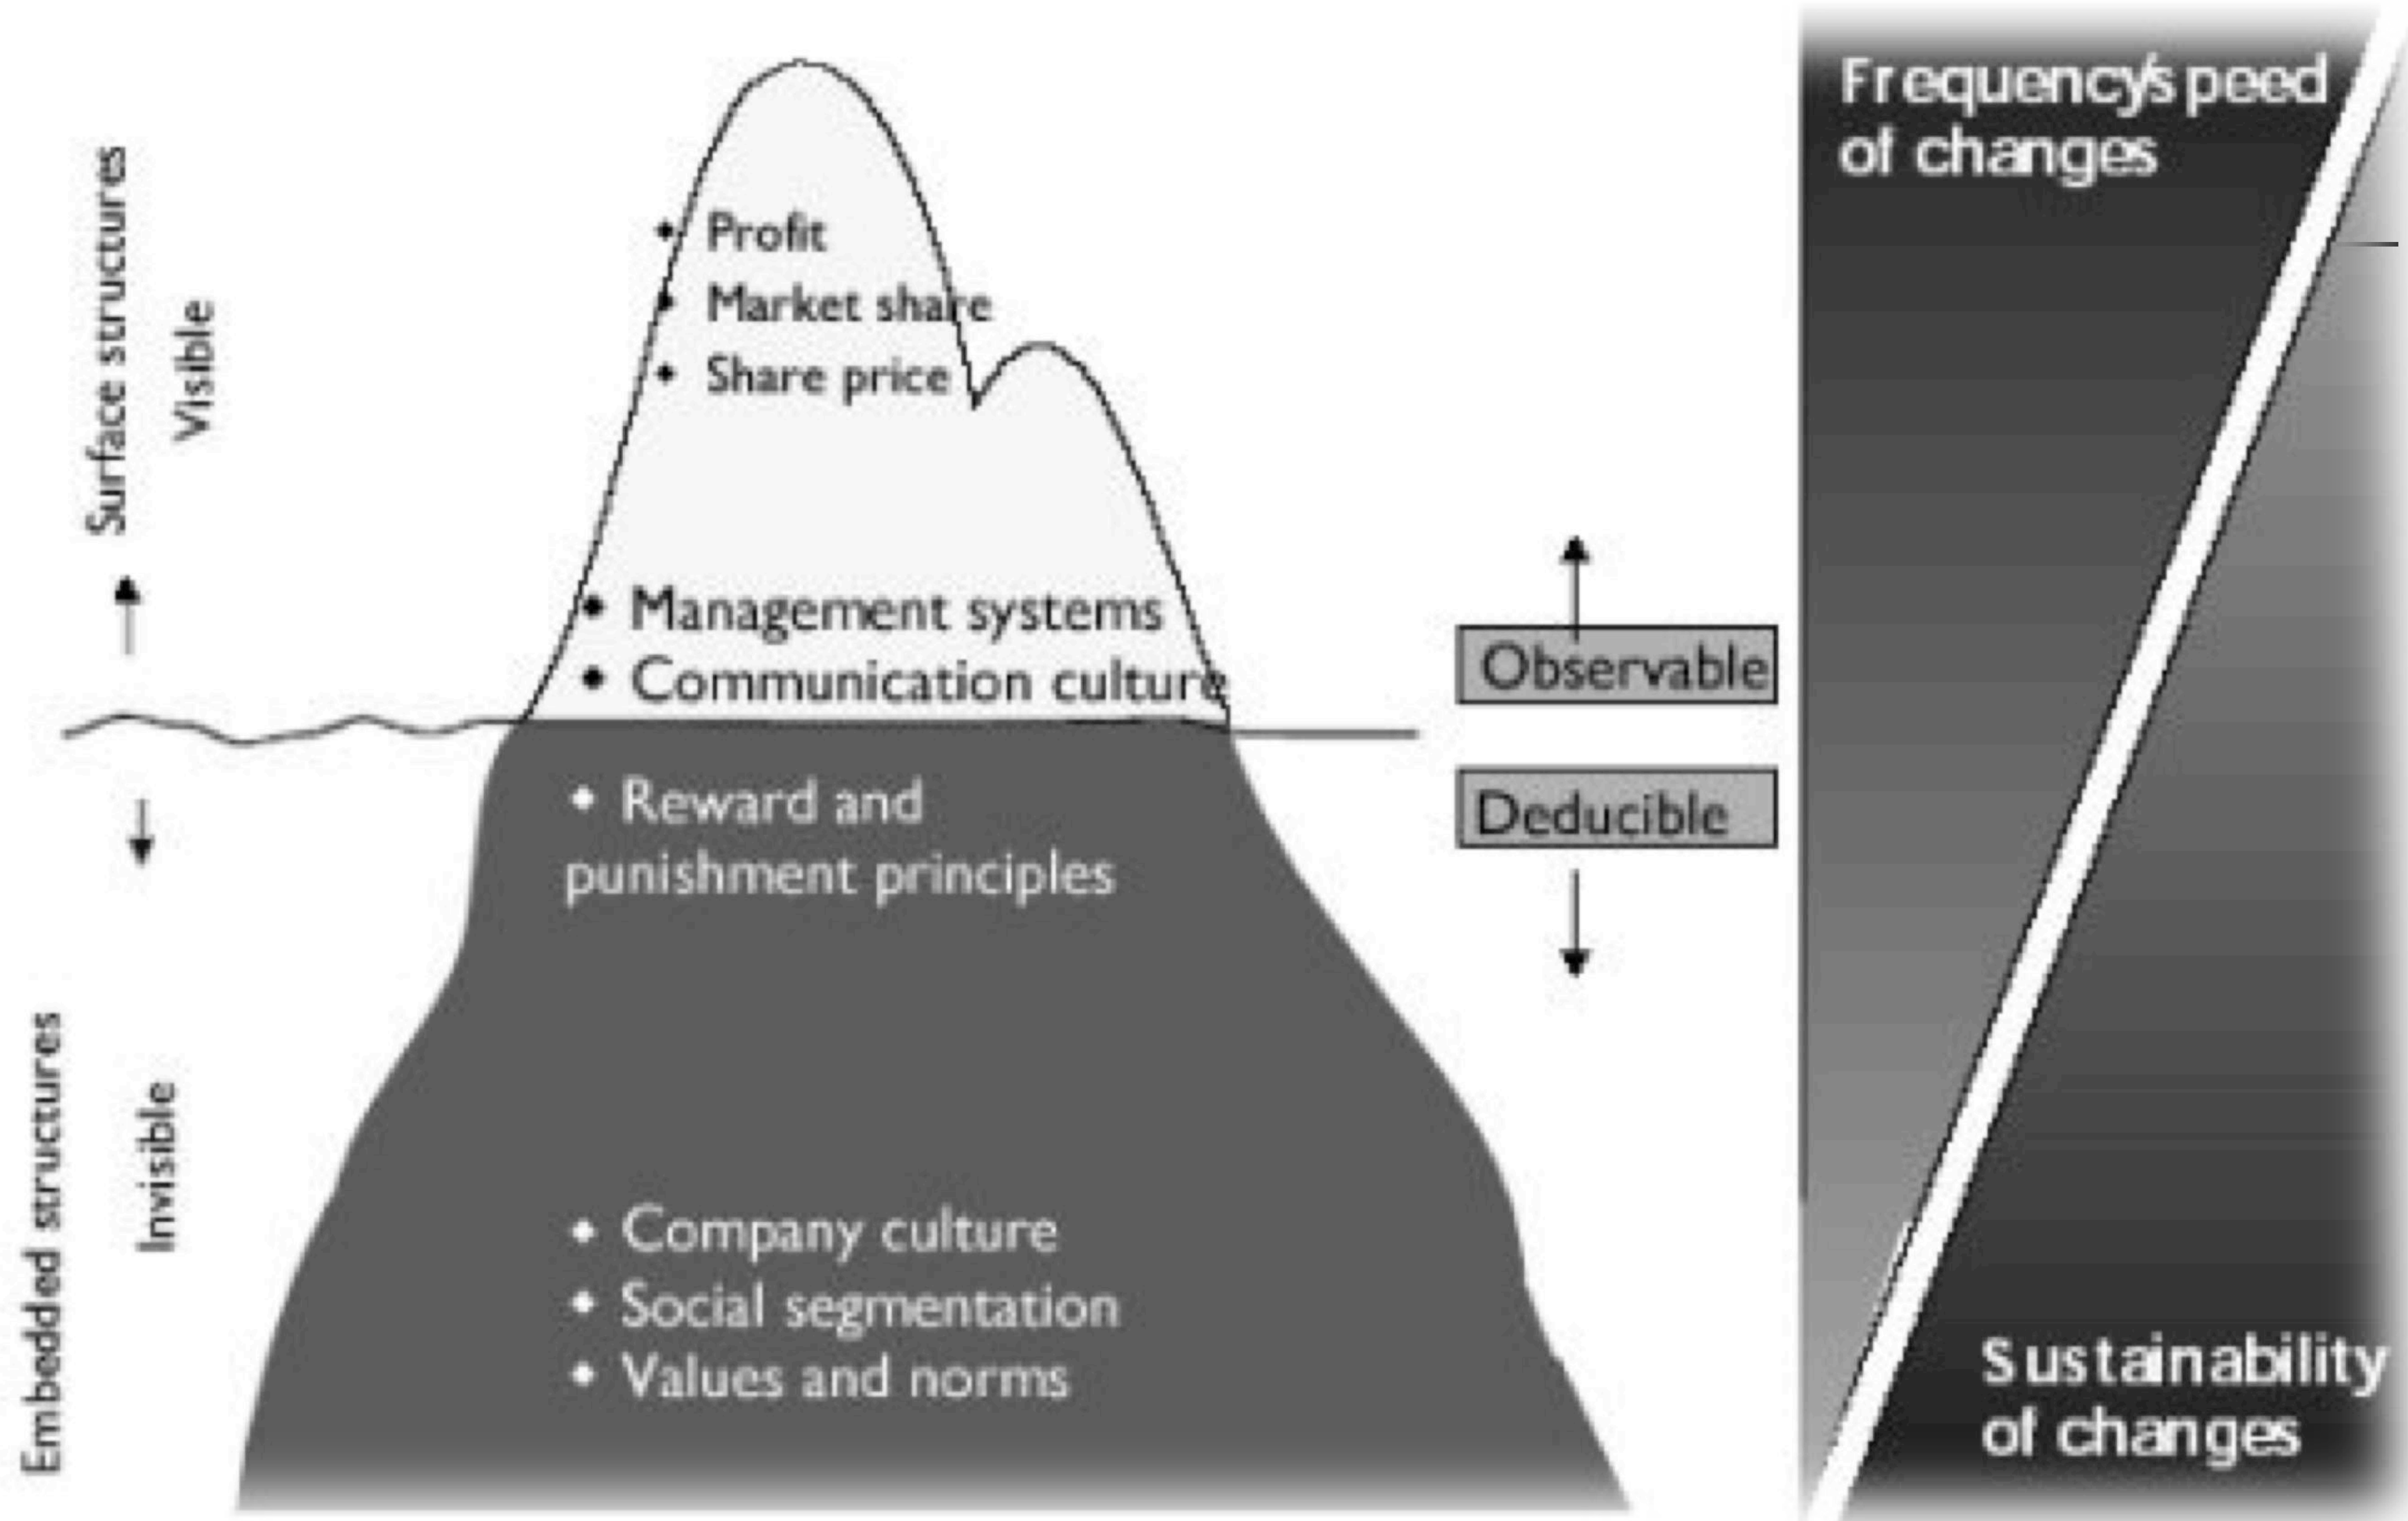 Surface structures
Visible
• Profit
• Market share
• Share price
• Management systems
• Communication culture
Observable
Deducible
• Reward and
punishment principles
Embedded structures
Invisible
• Company culture
• Social segmentation
• Values and norms
Frequency/speed
of changes
Sustainability
of changes